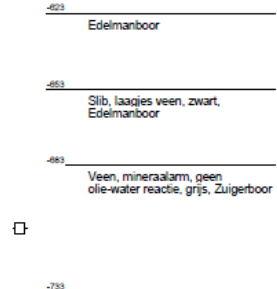 -623
Edelmanboor
-653
Slib, laagjes veen, zwart,
Edelmanboor
-683
Veen, mineraalarm, geen
olie-water reactie, grijs, Zuigerboor
-733